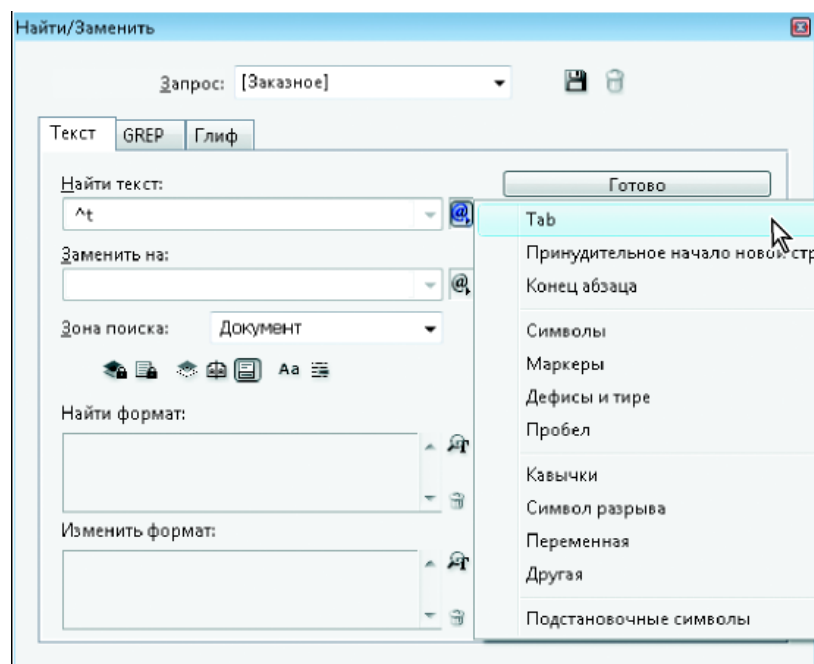 Найти/Заменить
Запрос: [Заказное]
Текст GREP Глиф
Найти текст:
Готово
^t
Tab
Заменить на:
Принудительное начало новой стр
Конец абзаца
Зона поиска: Документ
Символы
Маркеры
Дефисы и тире
Пробел
Найти формат:
Кавычки
Символ разрыва
Изменить формат:
Переменная
Другая
Подстановочные символы